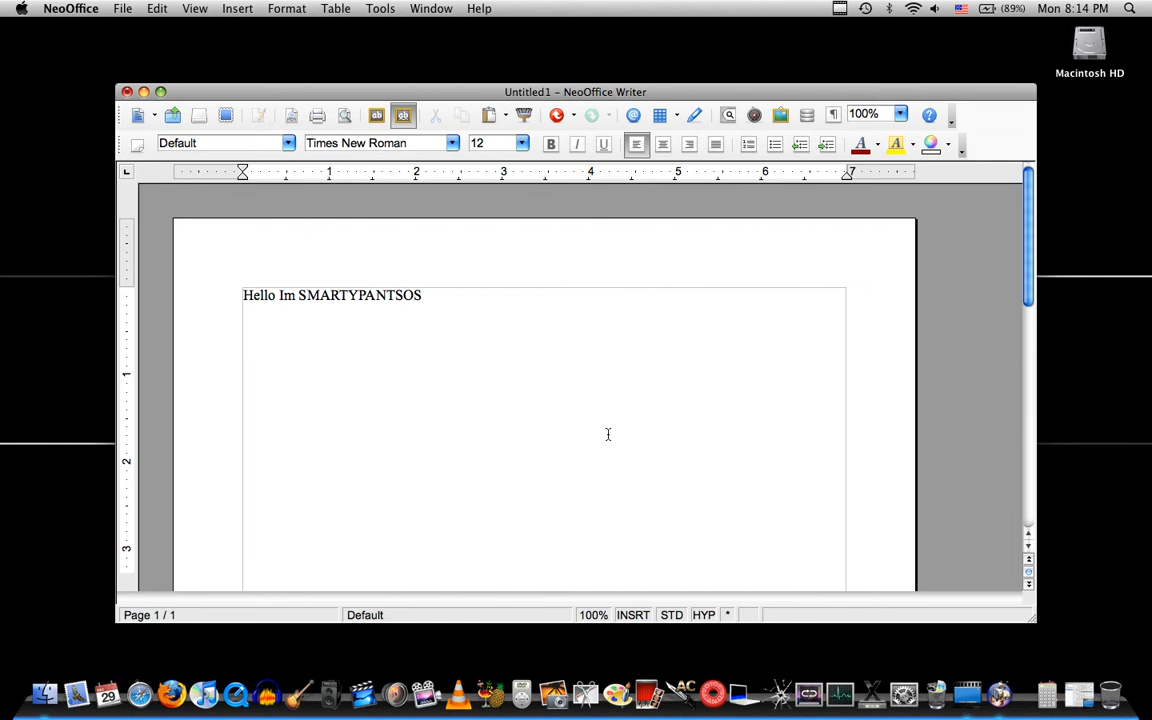 NeoOffice File Edit View Insert Format Table Tools Window Help (89%) Mon 8:14 PM
Macintosh HD
Untitled1 – NeoOffice Writer
100%
Default Times New Roman 12
1 2 3 4 5 6 7
Hello Im SMARTYPANTSOS
1
2
3
Page 1 / 1 Default 100% INSRT STD HYP *
29